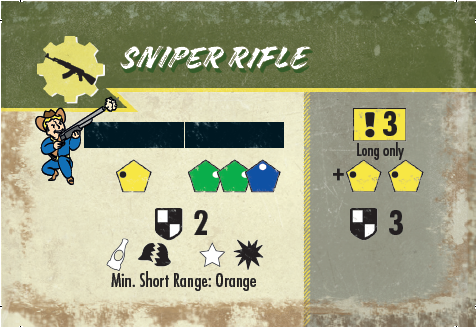 SNIPER RIFLE
! 3
Long only
+
2
3
Min. Short Range: Orange